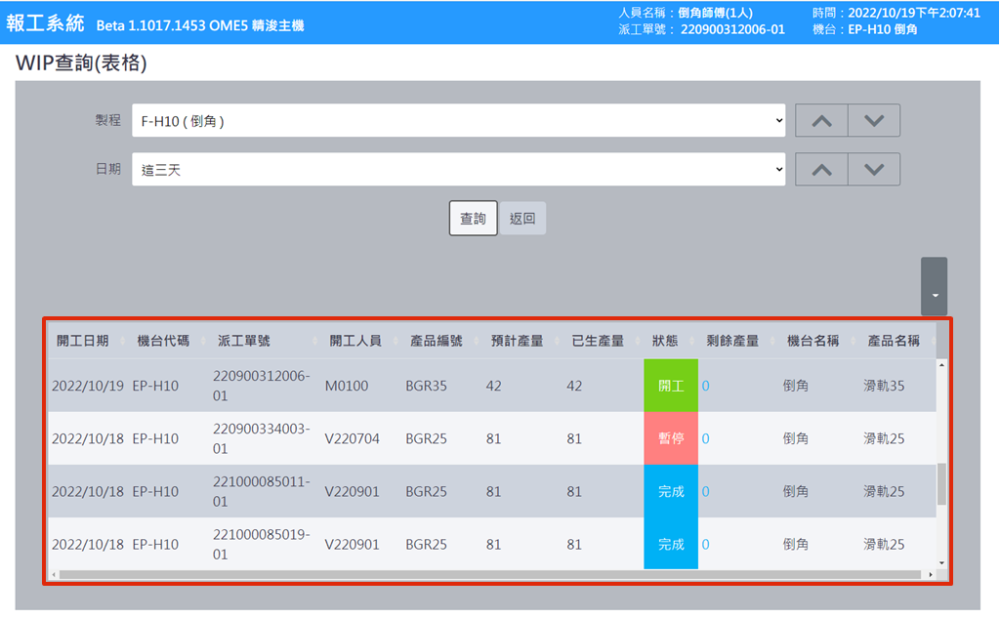 報工系統 Beta 1.1017.1453 OME5 精浚主機
人員名稱：倒角師傅(1人) 時間：2022/10/19下午2:07:41
派工單號： 220900312006-01 機台：EP-H10 倒角
WIP查詢(表格)
製程 F-H10 ( 倒角 )
日期 這三天
查詢 返回
開工日期 機台代碼 派工單號 開工人員 產品編號 預計產量 已生產量 狀態 剩餘產量 機台名稱 產品名稱
2022/10/19 EP-H10 220900312006-01 M0100 BGR35 42 42 開工 0 倒角 滑軌35
2022/10/18 EP-H10 220900334003-01 V220704 BGR25 81 81 暫停 0 倒角 滑軌25
2022/10/18 EP-H10 221000085011-01 V220901 BGR25 81 81 完成 0 倒角 滑軌25
2022/10/18 EP-H10 221000085019-01 V220901 BGR25 81 81 完成 0 倒角 滑軌25